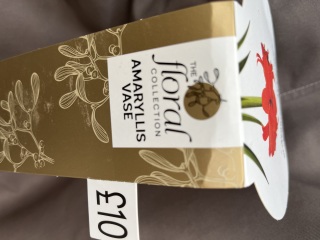 THE
floral
COLLECTION
AMARYLLIS
VASE
£10